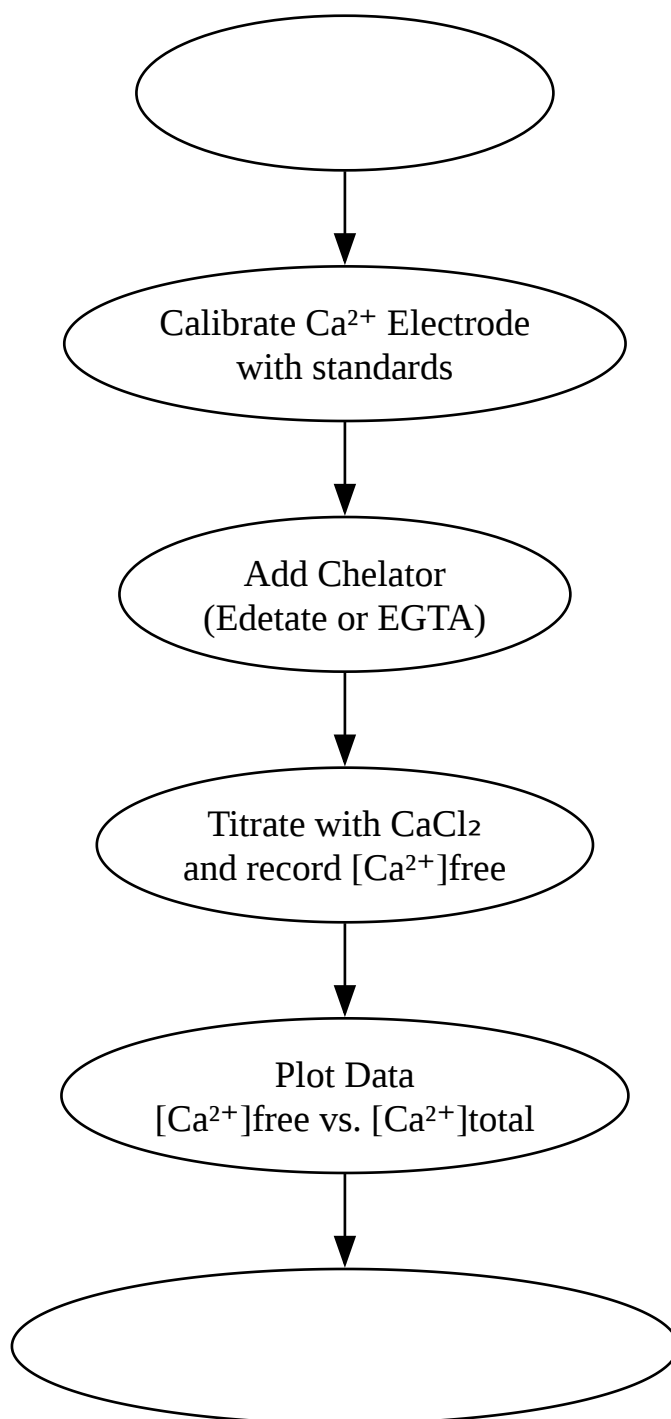 Calibrate Ca²⁺ Electrode
with standards
Add Chelator
(Edetate or EGTA)
Titrate with CaCl₂
and record [Ca²⁺]free
Plot Data
[Ca²⁺]free vs. [Ca²⁺]total